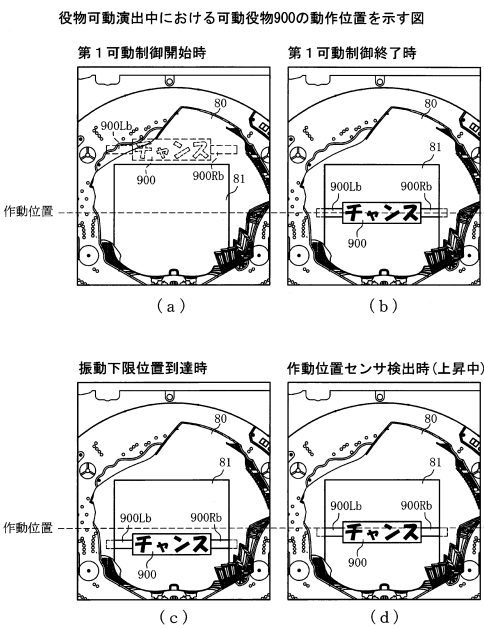 役物可動演出中における可動役物900の動作位置を示す図
第１可動制御開始時
第１可動制御終了時
80
900Lb
チャンス
900
900Rb
81
80
81
900Lb
900Rb
チャンス
900
作動位置
(a)
(b)
振動下限位置到達時
作動位置センサ検出時(上昇中)
80
81
900Lb
900Rb
チャンス
900
80
81
900Lb
900Rb
チャンス
900
作動位置
(c)
(d)